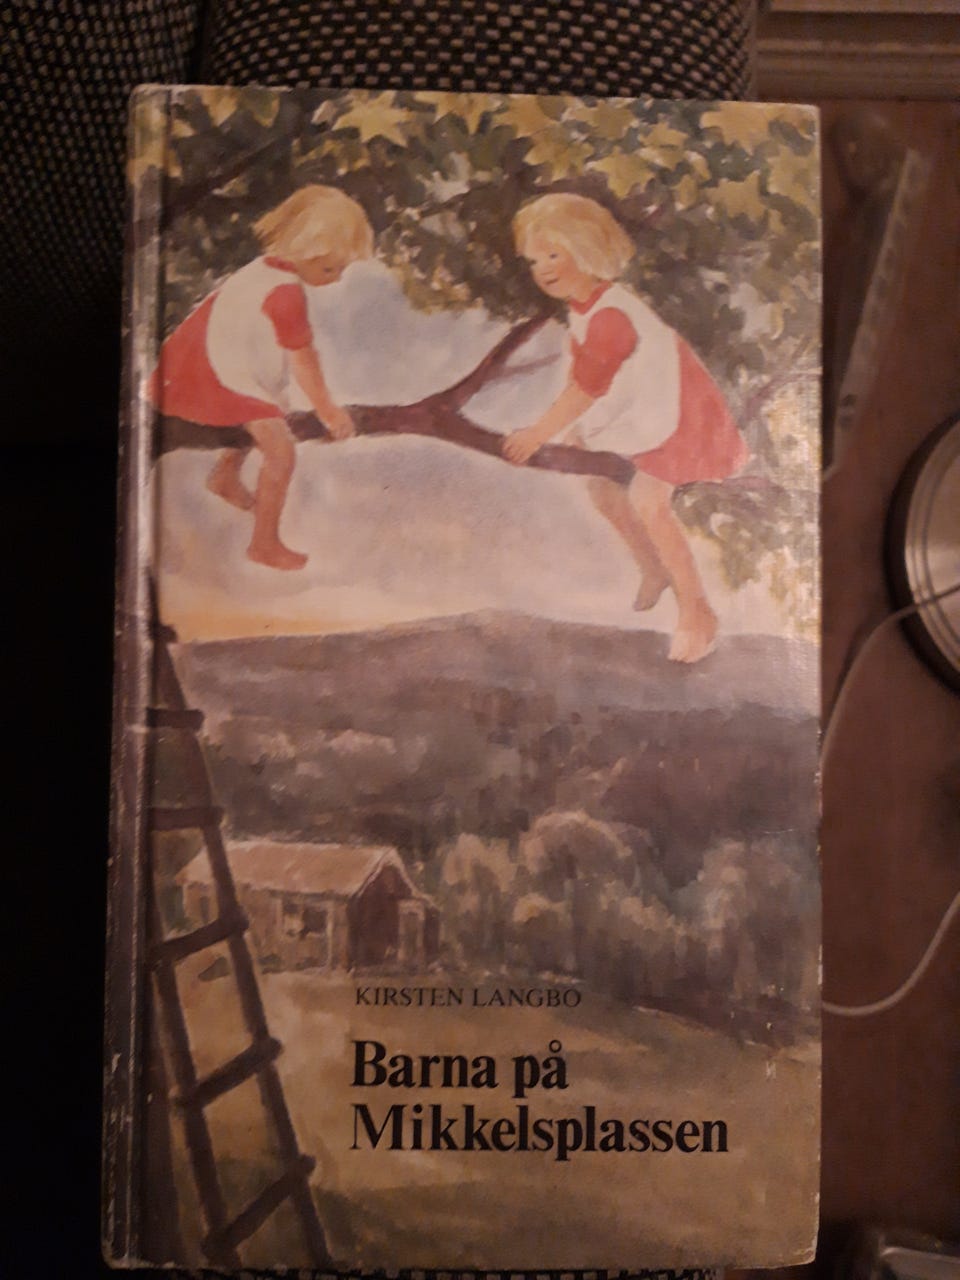 KIRSTEN LANGBO
Barna på
Mikkelsplassen